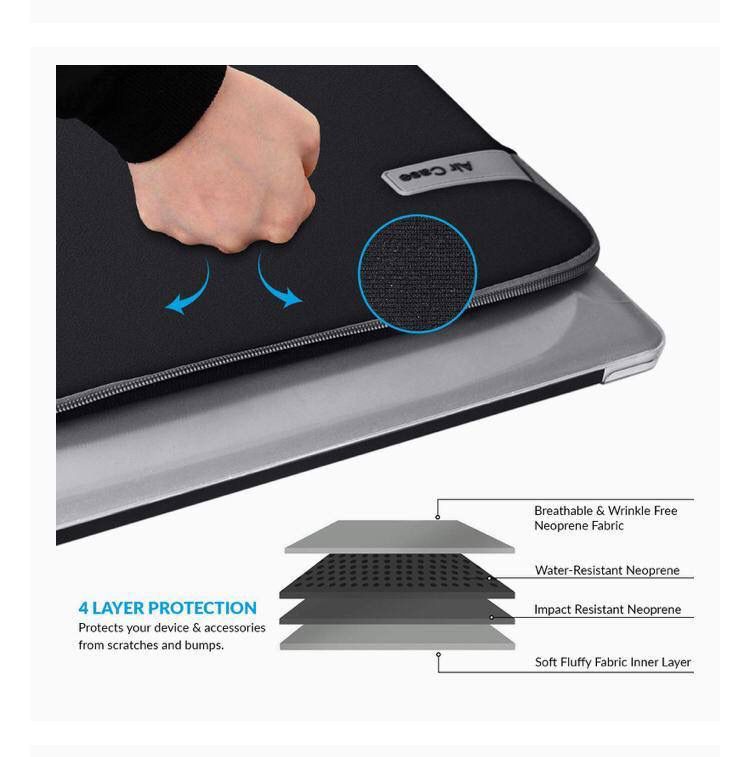 Air Case
Breathable & Wrinkle Free
Neoprene Fabric
Water-Resistant Neoprene
4 LAYER PROTECTION
Impact Resistant Neoprene
Protects your device & accessories
from scratches and bumps.
Soft Fluffy Fabric Inner Layer